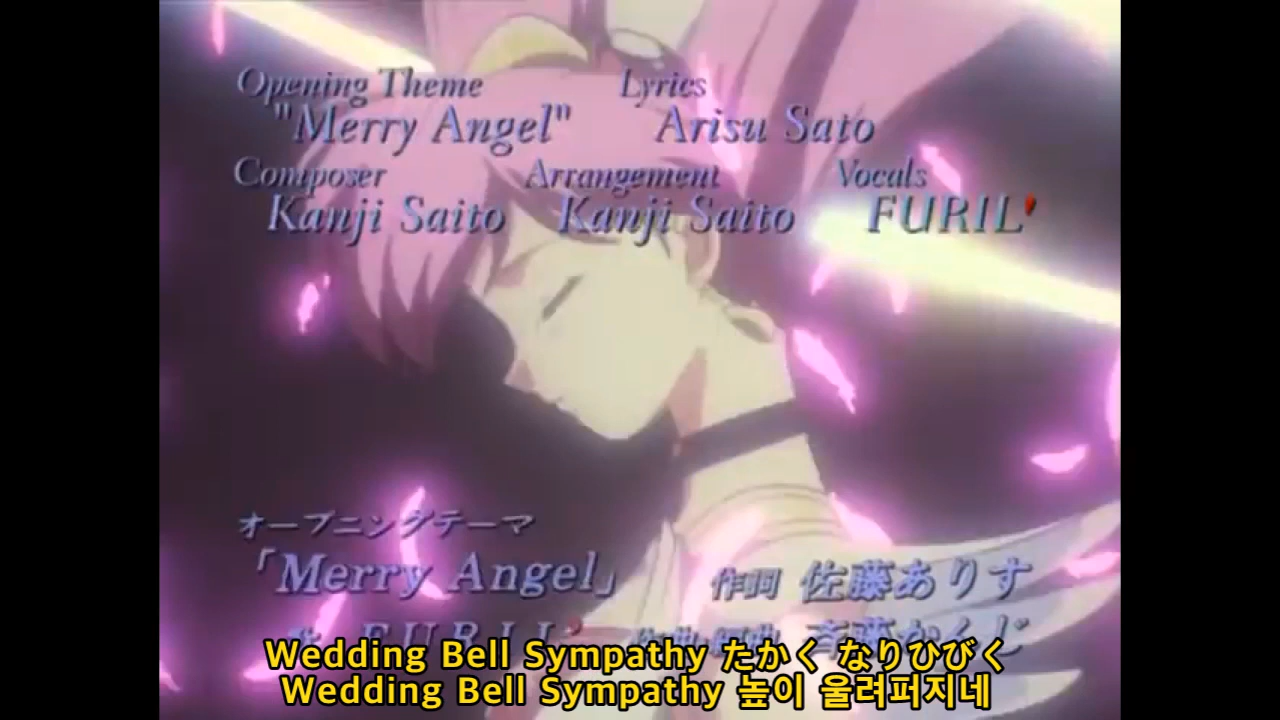 Opening Theme Lyrics
"Merry Angel" Arisu Sato
Composer Arrangement Vocals
Kanji Saito Kanji Saito FURIL'
オープニングテーマ
「Merry Angel」 作詞 佐藤ありす
FURIL'
Wedding Bell Sympathy たかく なりひびく
Wedding Bell Sympathy 높이 울려퍼지네